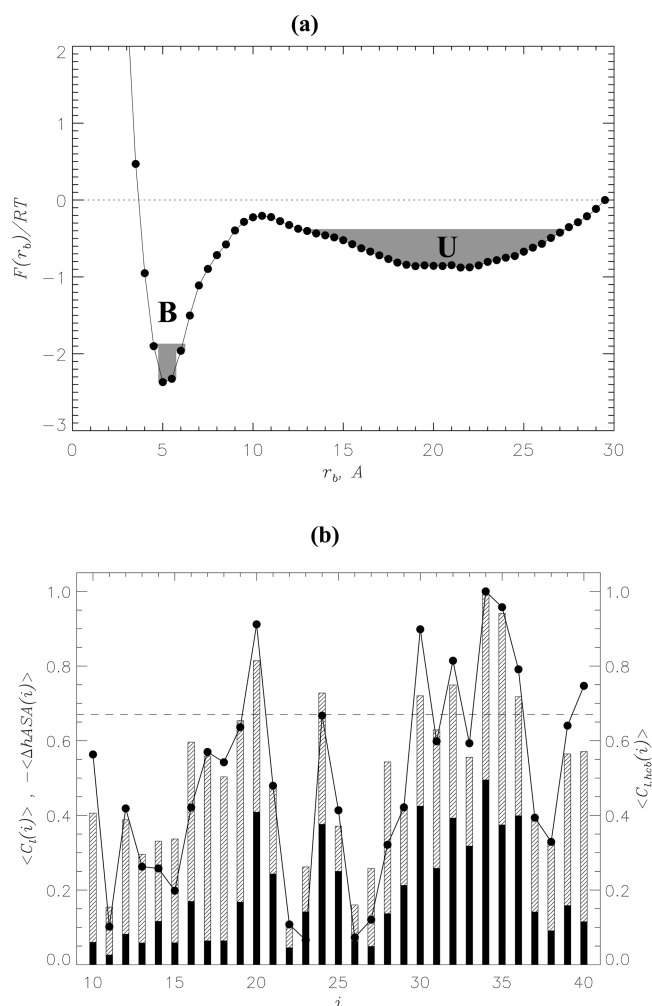 (a)
2
1
0
−1
−2
−3
F(r_b)/RT
B
U
0 5 10 15 20 25 30
r_b, A
(b)
1.0 1.0
0.8 0.8
0.6 0.6
0.4 0.4
0.2 0.2
0.0 0.0
<C_l(i)> , −<ΔhASA(i)>
<C_{l,hcb}(i)>
10 15 20 25 30 35 40
i